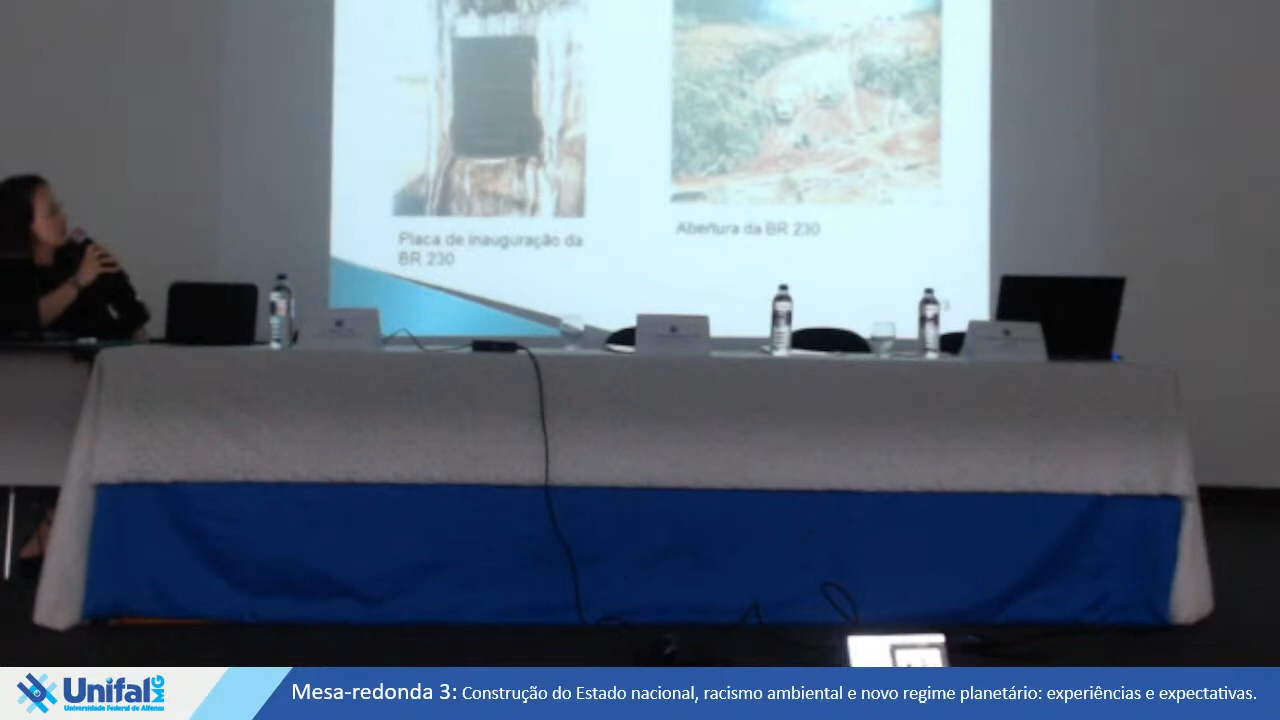 Placa de inauguração da
BR 230
Abertura da BR 230
Unifal MG
Universidade Federal de Alfenas
Mesa-redonda 3: Construção do Estado nacional, racismo ambiental e novo regime planetário: experiências e expectativas.